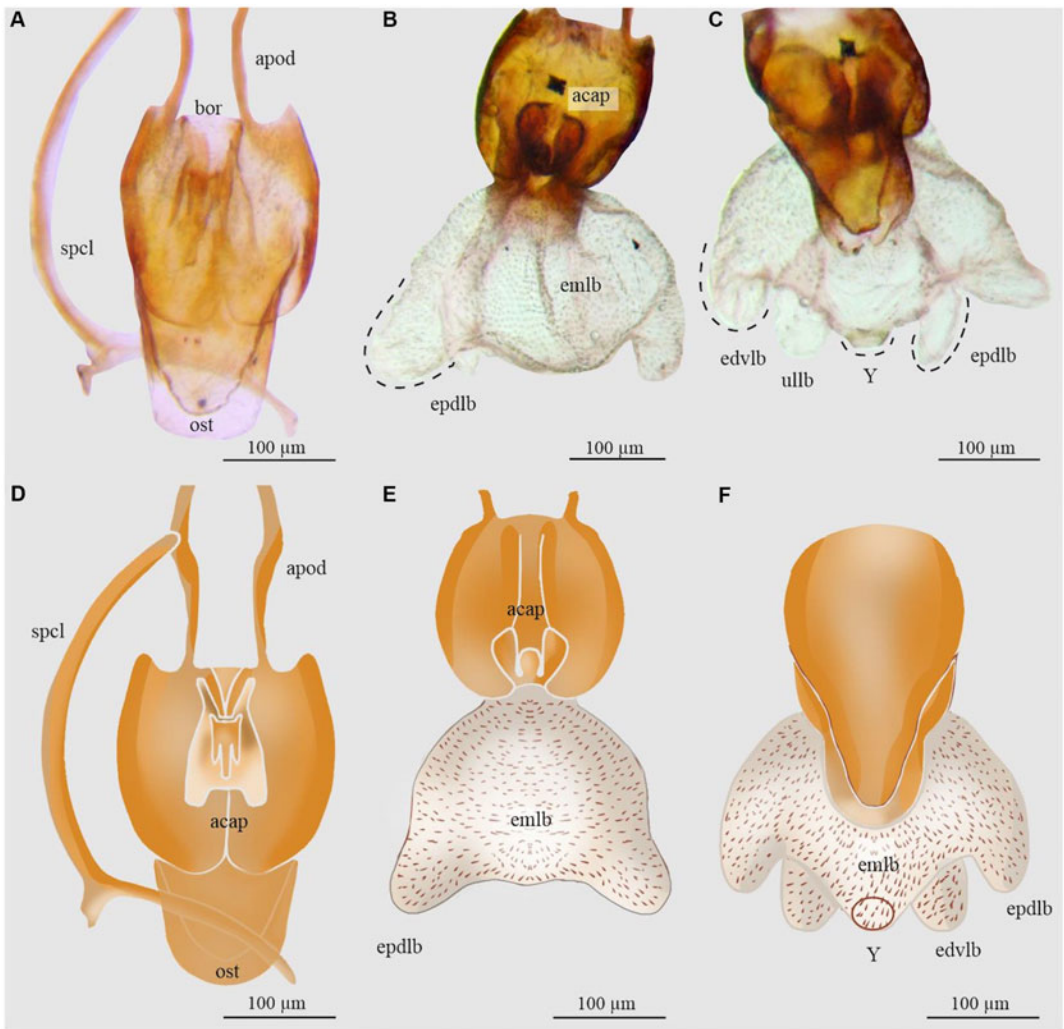 A
apod
bor
spcl
ost
100 µm
B
acap
emlb
epdlb
100 µm
C
edvlb
ullb
Y
epdlb
100 µm
D
spcl
apod
acap
ost
100 µm
E
acap
emlb
epdlb
100 µm
F
emlb
epdlb
edvlb
Y
100 µm